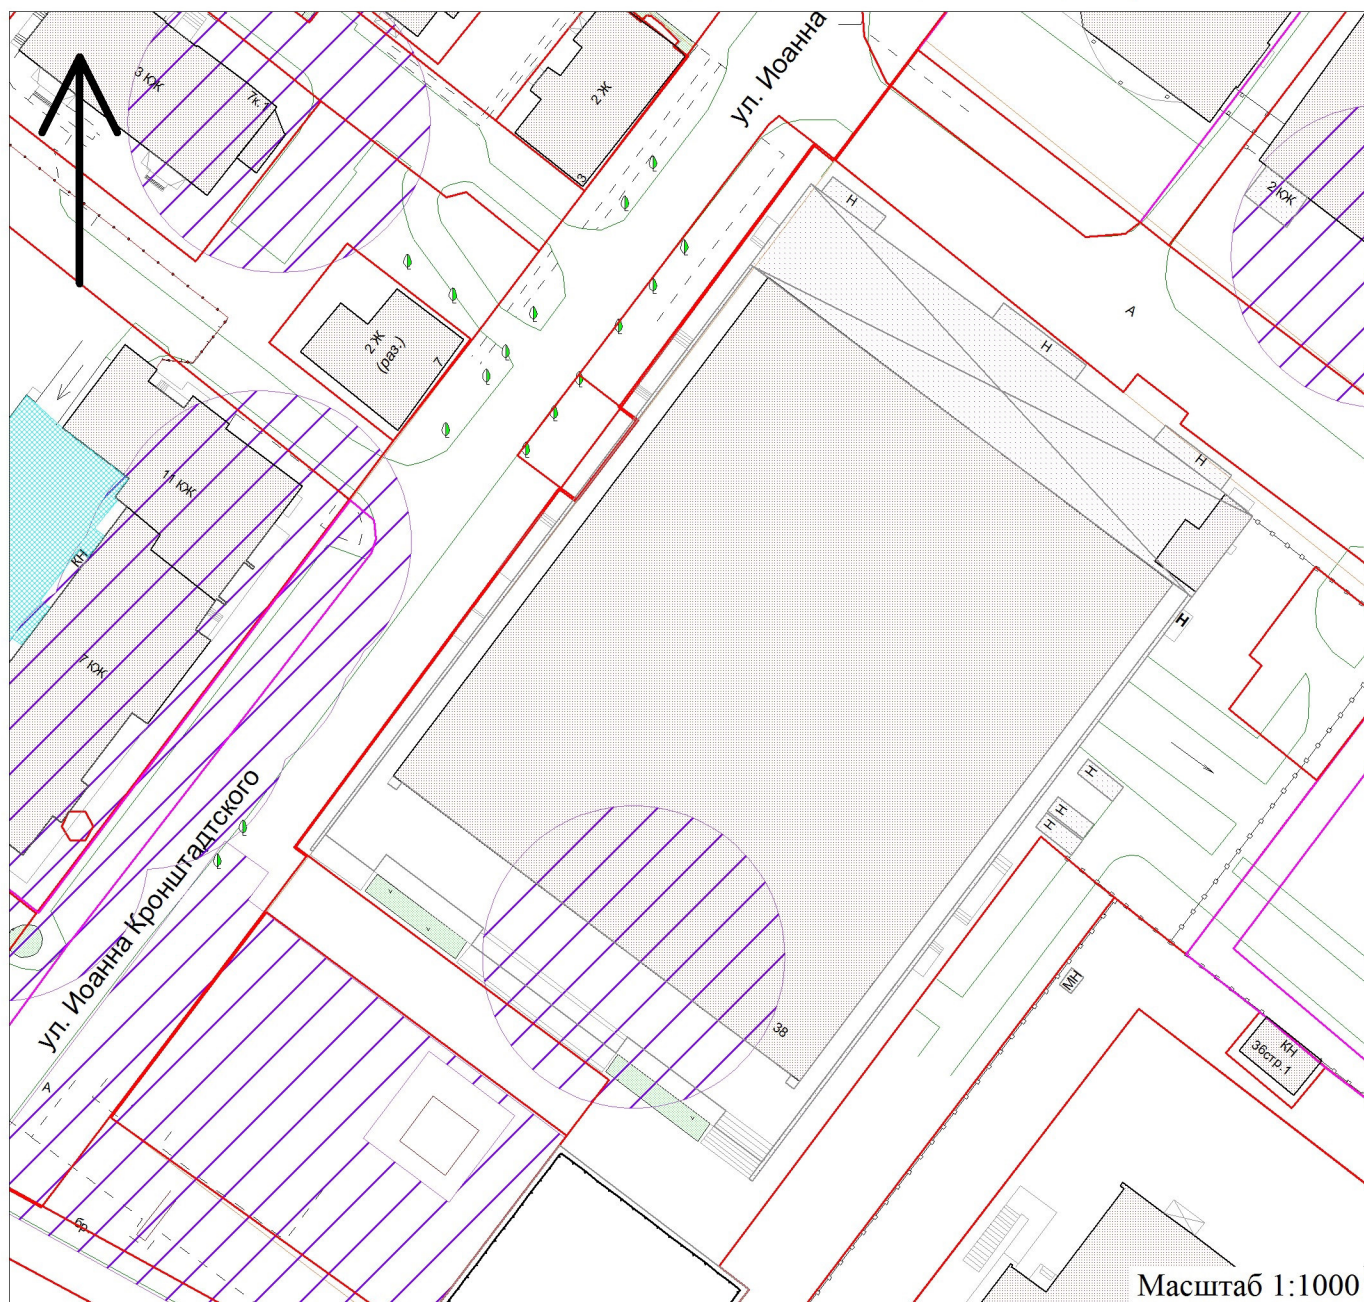 ул. Иоанна
3 КЖ
7к.1
2 Ж
3
2 КЖ
Н
А
Н
2 Ж
(раз.)
7
Н
11 КЖ
КН
Н
7 КЖ
Н
Н
Н
ул. Иоанна Кронштадтского
МН
38
КН
36стр.1
А
бр
Масштаб 1:1000